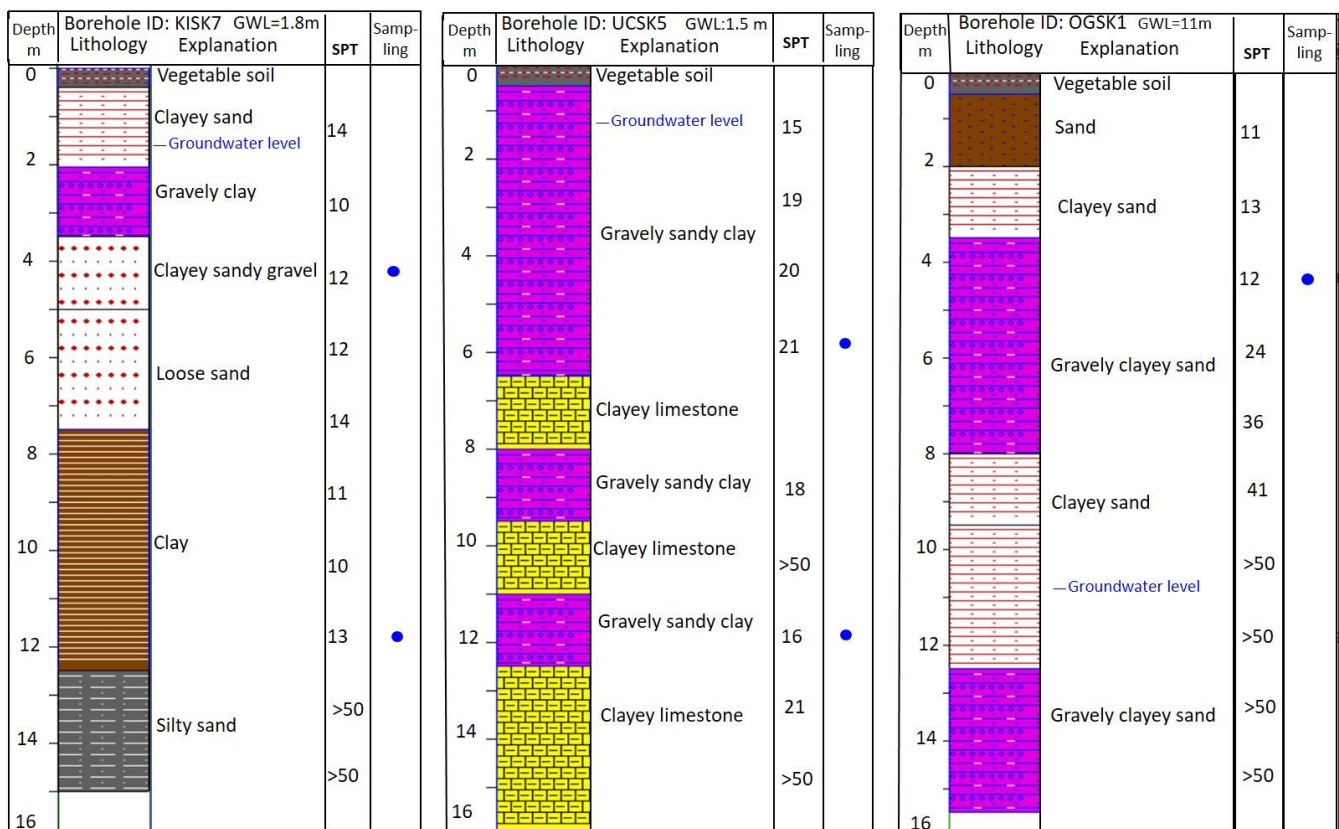 Depth m
Borehole ID: KISK7 GWL=1.8m
Lithology Explanation
SPT
Samp-
ling
0
Vegetable soil
Clayey sand
14
Groundwater level
2
Gravely clay
10
4
Clayey sandy gravel
12
12
6
Loose sand
14
8
11
10
Clay
10
12
13
>50
Silty sand
14
>50
16
Depth m
Borehole ID: UCSK5 GWL:1.5 m
Lithology Explanation
SPT
Samp-
ling
0
Vegetable soil
Groundwater level
15
2
19
Gravely sandy clay
4
20
21
6
Clayey limestone
8
Gravely sandy clay
18
10
Clayey limestone
>50
Gravely sandy clay
12
16
Clayey limestone
21
14
>50
16
Depth m
Borehole ID: OGSK1 GWL=11m
Lithology Explanation
SPT
Samp-
ling
0
Vegetable soil
Sand
11
2
Clayey sand
13
4
12
24
6
Gravely clayey sand
36
8
41
Clayey sand
10
>50
Groundwater level
12
>50
Gravely clayey sand
>50
14
>50
16